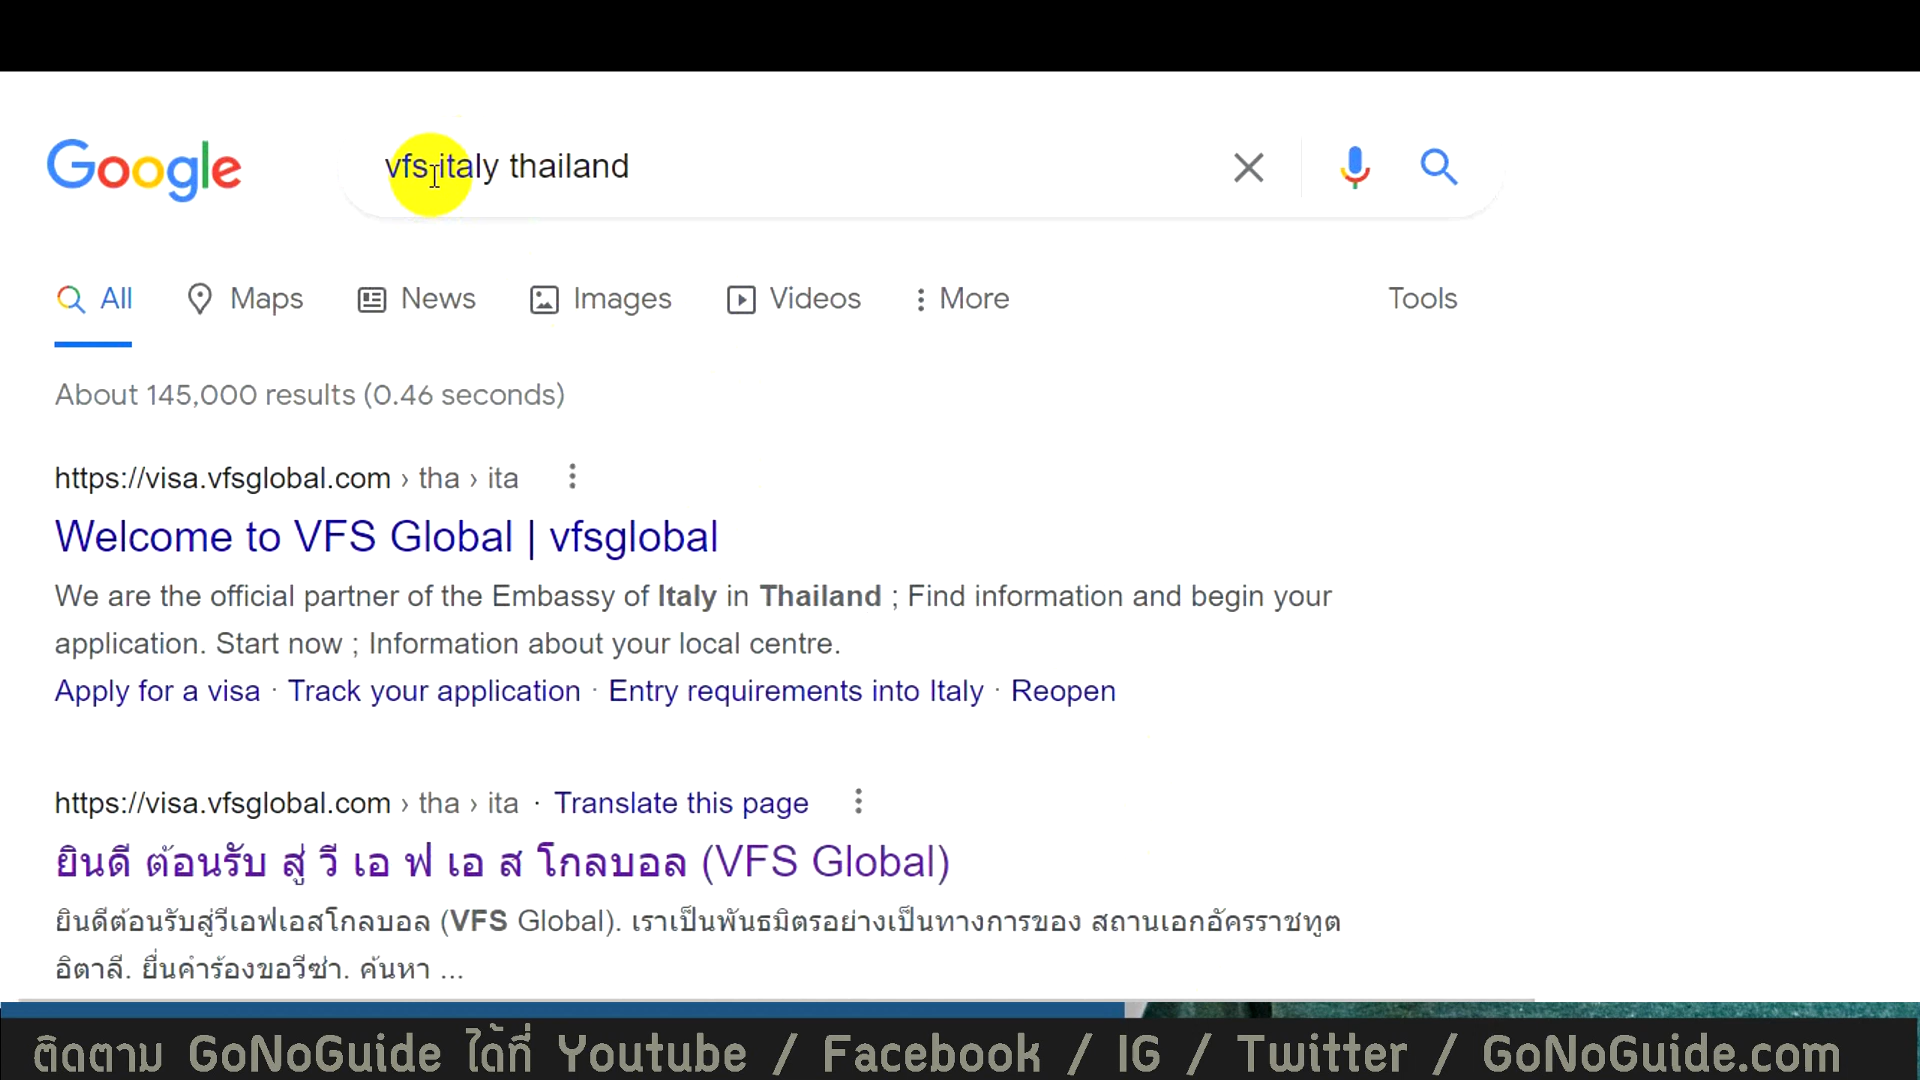 Google
vfs italy thailand
All Maps News Images Videos More Tools
About 145,000 results (0.46 seconds)
https://visa.vfsglobal.com › tha › ita
Welcome to VFS Global | vfsglobal
We are the official partner of the Embassy of Italy in Thailand ; Find information and begin your
application. Start now ; Information about your local centre.
Apply for a visa · Track your application · Entry requirements into Italy · Reopen
https://visa.vfsglobal.com › tha › ita · Translate this page
ยินดี ต้อนรับ สู่ วี เอ ฟ เอ ส โกลบอล (VFS Global)
ยินดีต้อนรับสู่วีเอฟเอสโกลบอล (VFS Global). เราเป็นพันธมิตรอย่างเป็นทางการของ สถานเอกอัครราชทูต
อิตาลี. ยื่นคำร้องขอวีซ่า. ค้นหา ...
ติดตาม GoNoGuide ได้ที่ Youtube / Facebook / IG / Twitter / GoNoGuide.com